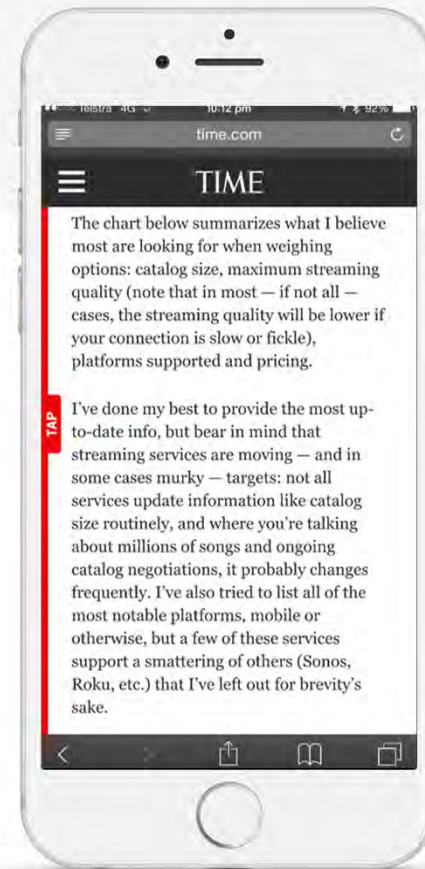 Telstra 4G 10:12 pm 92%
time.com
TIME
The chart below summarizes what I believe
most are looking for when weighing
options: catalog size, maximum streaming
quality (note that in most — if not all —
cases, the streaming quality will be lower if
your connection is slow or fickle),
platforms supported and pricing.
TAP
I’ve done my best to provide the most up-
to-date info, but bear in mind that
streaming services are moving — and in
some cases murky — targets: not all
services update information like catalog
size routinely, and where you’re talking
about millions of songs and ongoing
catalog negotiations, it probably changes
frequently. I’ve also tried to list all of the
most notable platforms, mobile or
otherwise, but a few of these services
support a smattering of others (Sonos,
Roku, etc.) that I’ve left out for brevity’s
sake.